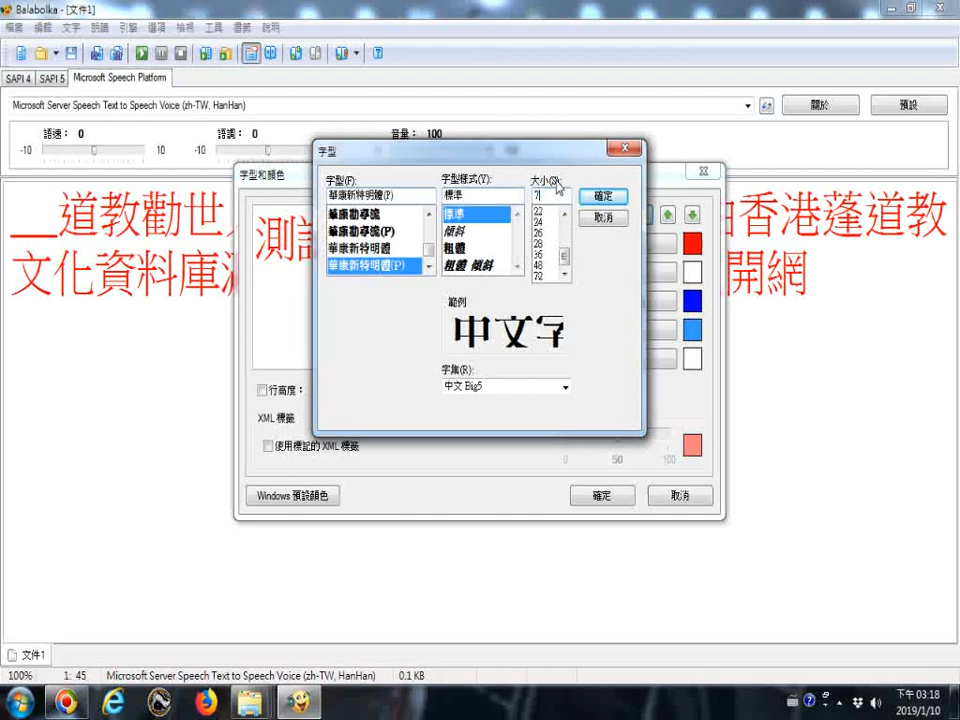 Balabolka - [文件1]
檔案 編輯 文字 朗讀 引擎 選項 檢視 工具 書籤 說明
SAPI 4 SAPI 5 Microsoft Speech Platform
Microsoft Server Speech Text to Speech Voice (zh-TW, HanHan)
關於
預設
語速： 0 語調： 0 音量： 100
-10 10 -10
__道教勸世
由香港蓬道教
文化資料庫
開網
字型和顏色
行高度：
XML 標籤
使用標記的 XML 標籤
0 50 100
Windows 預設顏色
確定
取消
字型
字型(F): 字型樣式(Y): 大小(S):
華康新特明體(P) 標準 7
確定
取消
華康勘亭流
華康勘亭流(P)
華康新特明體
華康新特明體(P)
標準
傾斜
粗體
粗體 傾斜
22
24
26
28
36
48
72
範例
中文字
字集(R):
中文 Big5
文件1
100% 1: 45 Microsoft Server Speech Text to Speech Voice (zh-TW, HanHan) 0.1 KB
下午 03:18
2019/1/10